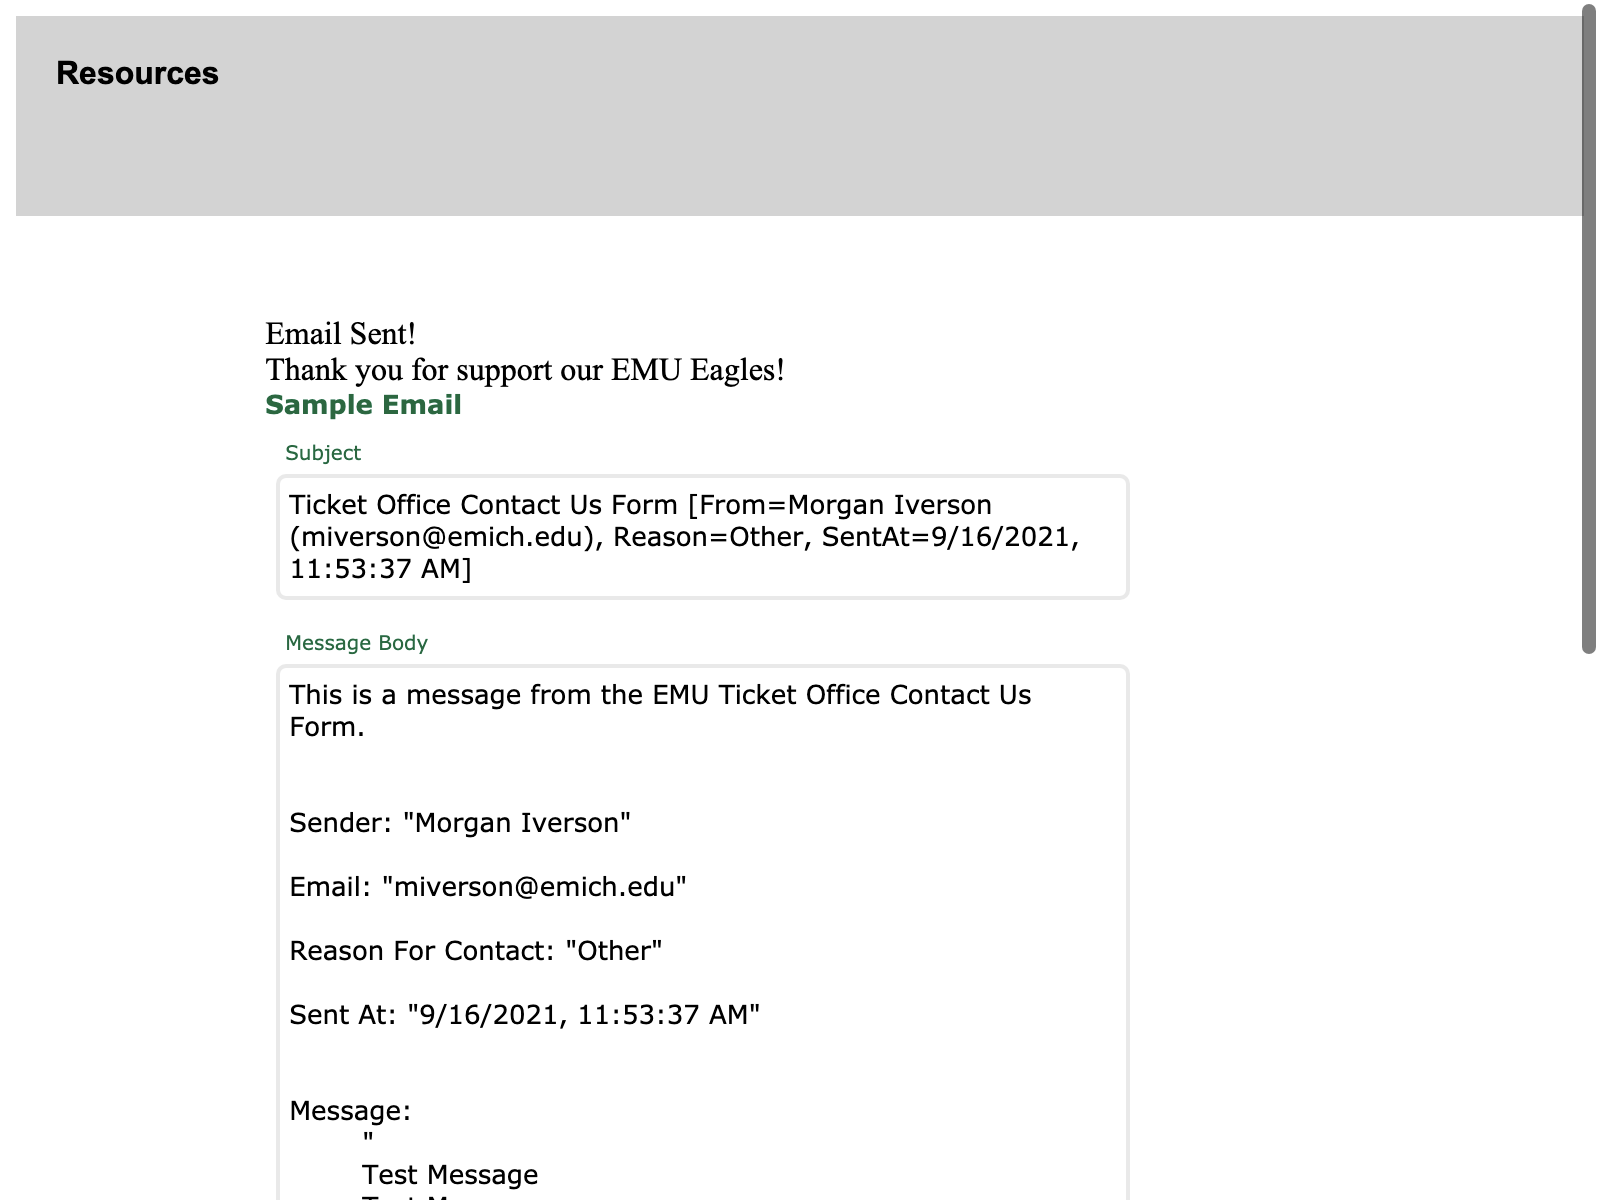 Resources
Email Sent!
Thank you for support our EMU Eagles!
Sample Email
Subject
Ticket Office Contact Us Form [From=Morgan Iverson
(miverson@emich.edu), Reason=Other, SentAt=9/16/2021,
11:53:37 AM]
Message Body
This is a message from the EMU Ticket Office Contact Us
Form.
Sender: "Morgan Iverson"
Email: "miverson@emich.edu"
Reason For Contact: "Other"
Sent At: "9/16/2021, 11:53:37 AM"
Message:
"
Test Message